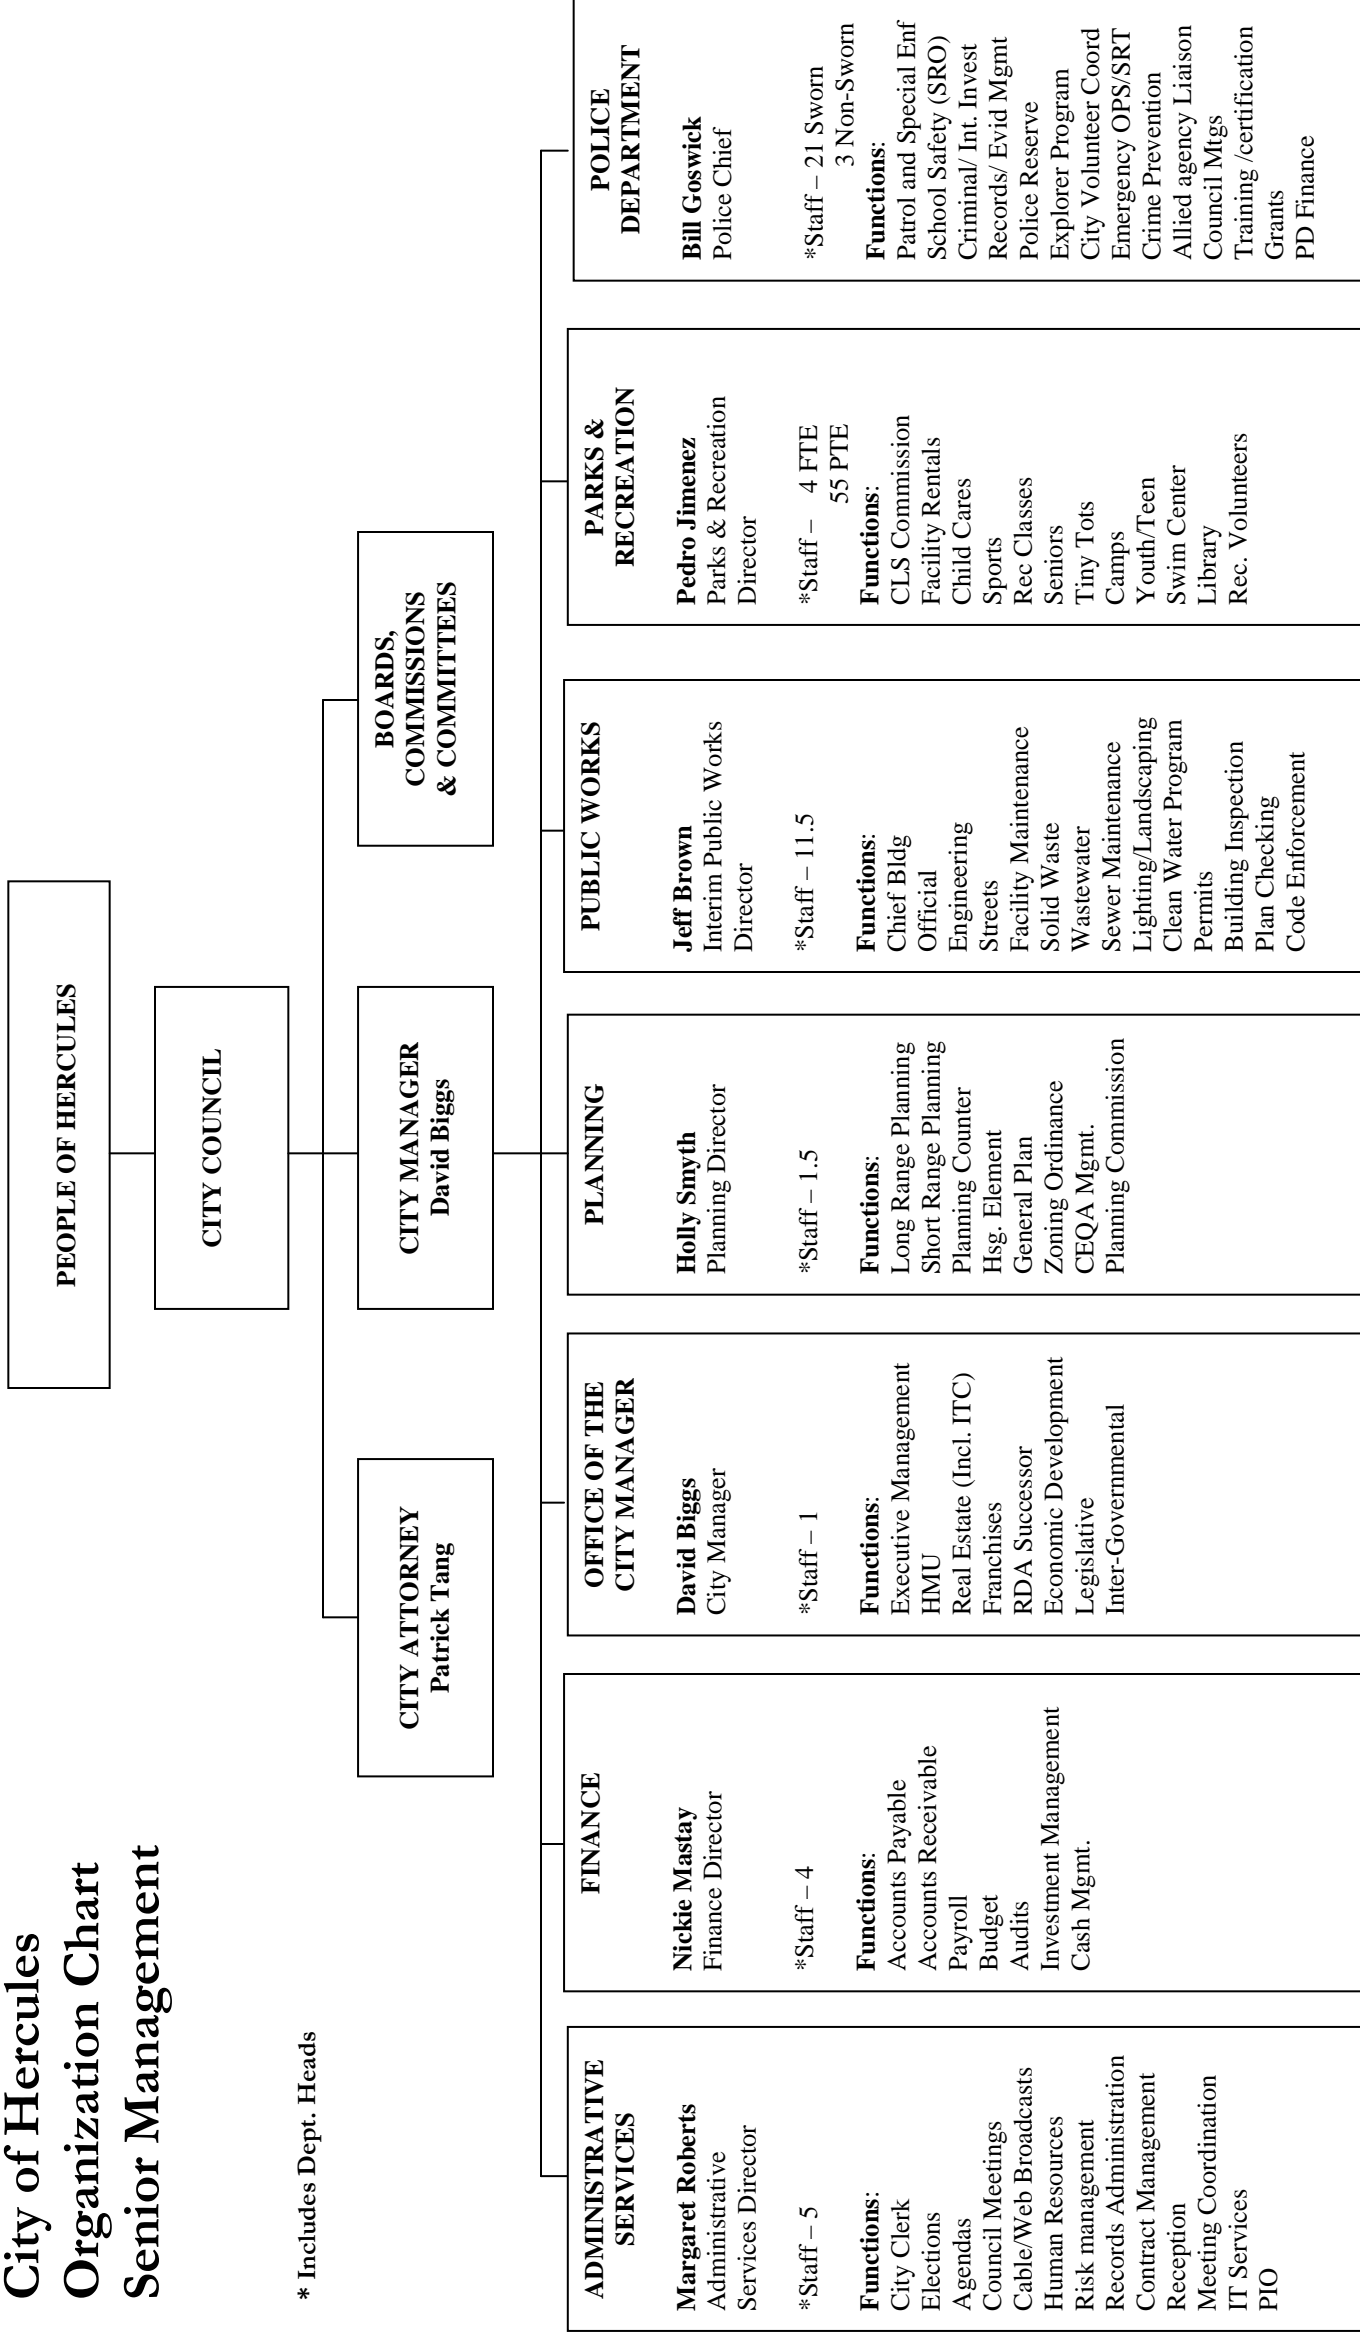 City of Hercules
Organization Chart
Senior Management
* Includes Dept. Heads
PEOPLE OF HERCULES
CITY COUNCIL
CITY ATTORNEY
Patrick Tang
CITY MANAGER
David Biggs
BOARDS,
COMMISSIONS
& COMMITTEES
ADMINISTRATIVE
SERVICES
Margaret Roberts
Administrative
Services Director
*Staff – 5
Functions:
City Clerk
Elections
Agendas
Council Meetings
Cable/Web Broadcasts
Human Resources
Risk management
Records Administration
Contract Management
Reception
Meeting Coordination
IT Services
PIO
FINANCE
Nickie Mastay
Finance Director
*Staff – 4
Functions:
Accounts Payable
Accounts Receivable
Payroll
Budget
Audits
Investment Management
Cash Mgmt.
OFFICE OF THE
CITY MANAGER
David Biggs
City Manager
*Staff – 1
Functions:
Executive Management
HMU
Real Estate (Incl. ITC)
Franchises
RDA Successor
Economic Development
Legislative
Inter-Governmental
PLANNING
Holly Smyth
Planning Director
*Staff – 1.5
Functions:
Long Range Planning
Short Range Planning
Planning Counter
Hsg. Element
General Plan
Zoning Ordinance
CEQA Mgmt.
Planning Commission
PUBLIC WORKS
Jeff Brown
Interim Public Works
Director
*Staff – 11.5
Functions:
Chief Bldg
Official
Engineering
Streets
Facility Maintenance
Solid Waste
Wastewater
Sewer Maintenance
Lighting/Landscaping
Clean Water Program
Permits
Building Inspection
Plan Checking
Code Enforcement
PARKS &
RECREATION
Pedro Jimenez
Parks & Recreation
Director
*Staff – 4 FTE
55 PTE
Functions:
CLS Commission
Facility Rentals
Child Cares
Sports
Rec Classes
Seniors
Tiny Tots
Camps
Youth/Teen
Swim Center
Library
Rec. Volunteers
POLICE
DEPARTMENT
Bill Goswick
Police Chief
*Staff – 21 Sworn
3 Non-Sworn
Functions:
Patrol and Special Enf
School Safety (SRO)
Criminal/ Int. Invest
Records/ Evid Mgmt
Police Reserve
Explorer Program
City Volunteer Coord
Emergency OPS/SRT
Crime Prevention
Allied agency Liaison
Council Mtgs
Training /certification
Grants
PD Finance